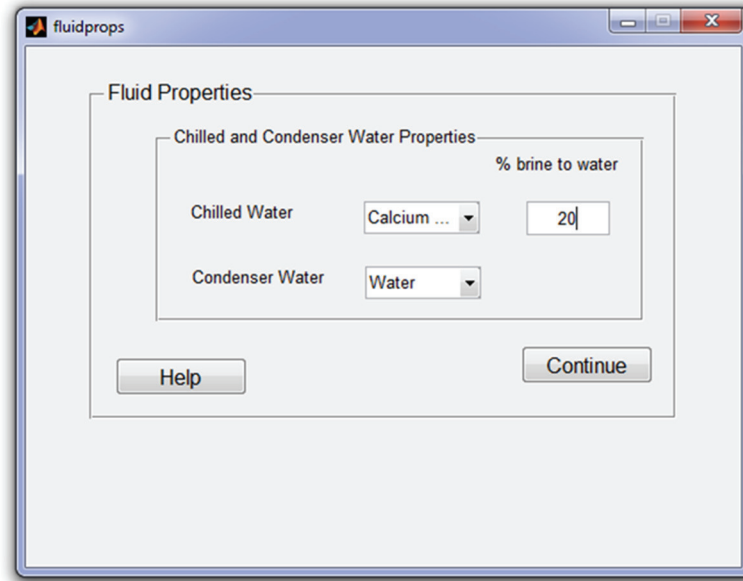 fluidprops
Fluid Properties
Chilled and Condenser Water Properties
% brine to water
Chilled Water Calcium ... 20
Condenser Water Water
Help Continue